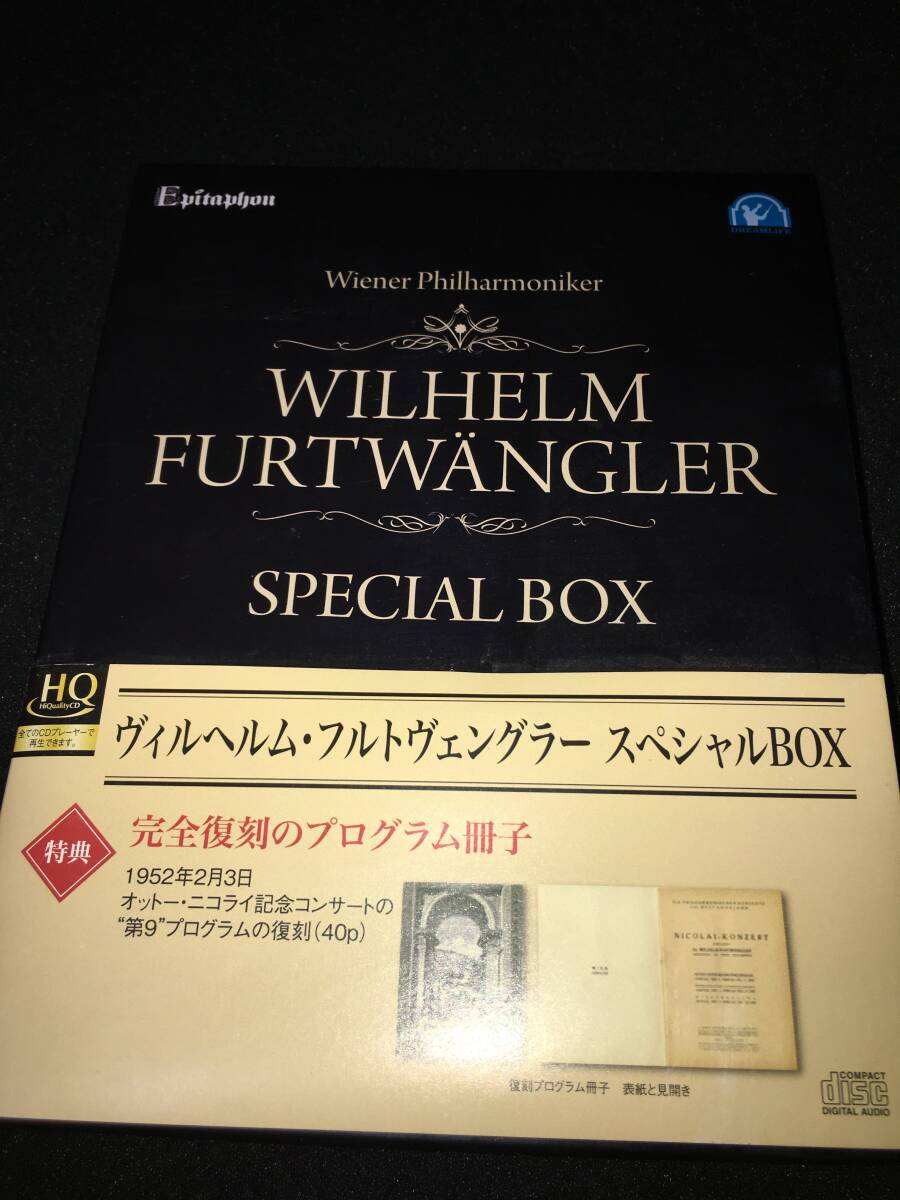 Epitaphon
DREAMLIFE
Wiener Philharmoniker
WILHELM
FURTWÄNGLER
SPECIAL BOX
HQ
HiQualityCD
全てのCDプレーヤーで
再生できます。
ヴィルヘルム・フルトヴェングラー スペシャルBOX
特典
完全復刻のプログラム冊子
1952年2月3日
オットー・ニコライ記念コンサートの
“第9”プログラムの復刻(40p)
NICOLAI-KONZERT
復刻プログラム冊子 表紙と見開き
COMPACT
disc
DIGITAL AUDIO